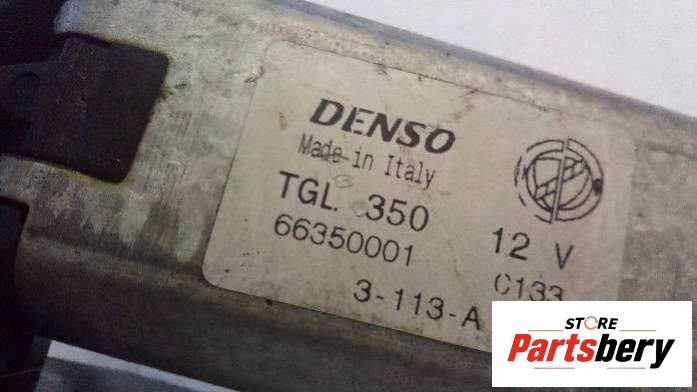 DENSO
Made in Italy
TGL. 350
12 V
66350001
C133
3-113-A
STORE
Partsbery